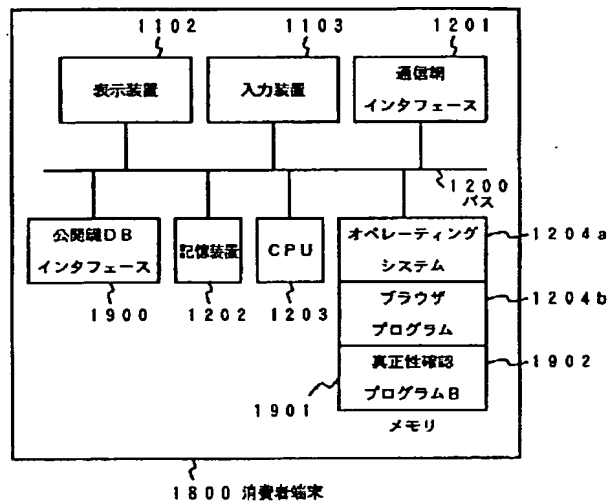 1102
1103
1201
表示装置
入力装置
通信網
インタフェース
1200
バス
公開鍵DB
インタフェース
記憶装置
CPU
オペレーティング
システム
ブラウザ
プログラム
真正性確認
プログラムB
1204a
1204b
1902
1900
1202
1203
1901
メモリ
1800 消費者端末